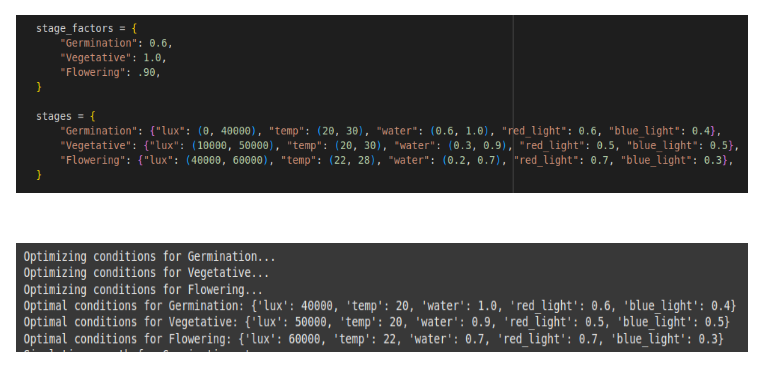 stage_factors = {
    "Germination": 0.6,
    "Vegetative": 1.0,
    "Flowering": .90,
}
stages = {
    "Germination": {"lux": (0, 40000), "temp": (20, 30), "water": (0.6, 1.0), "red_light": 0.6, "blue_light": 0.4},
    "Vegetative": {"lux": (10000, 50000), "temp": (20, 30), "water": (0.3, 0.9), "red_light": 0.5, "blue_light": 0.5},
    "Flowering": {"lux": (40000, 60000), "temp": (22, 28), "water": (0.2, 0.7), "red_light": 0.7, "blue_light": 0.3},
}
Optimizing conditions for Germination...
Optimizing conditions for Vegetative...
Optimizing conditions for Flowering...
Optimal conditions for Germination: {'lux': 40000, 'temp': 20, 'water': 1.0, 'red_light': 0.6, 'blue_light': 0.4}
Optimal conditions for Vegetative: {'lux': 50000, 'temp': 20, 'water': 0.9, 'red_light': 0.5, 'blue_light': 0.5}
Optimal conditions for Flowering: {'lux': 60000, 'temp': 22, 'water': 0.7, 'red_light': 0.7, 'blue_light': 0.3}